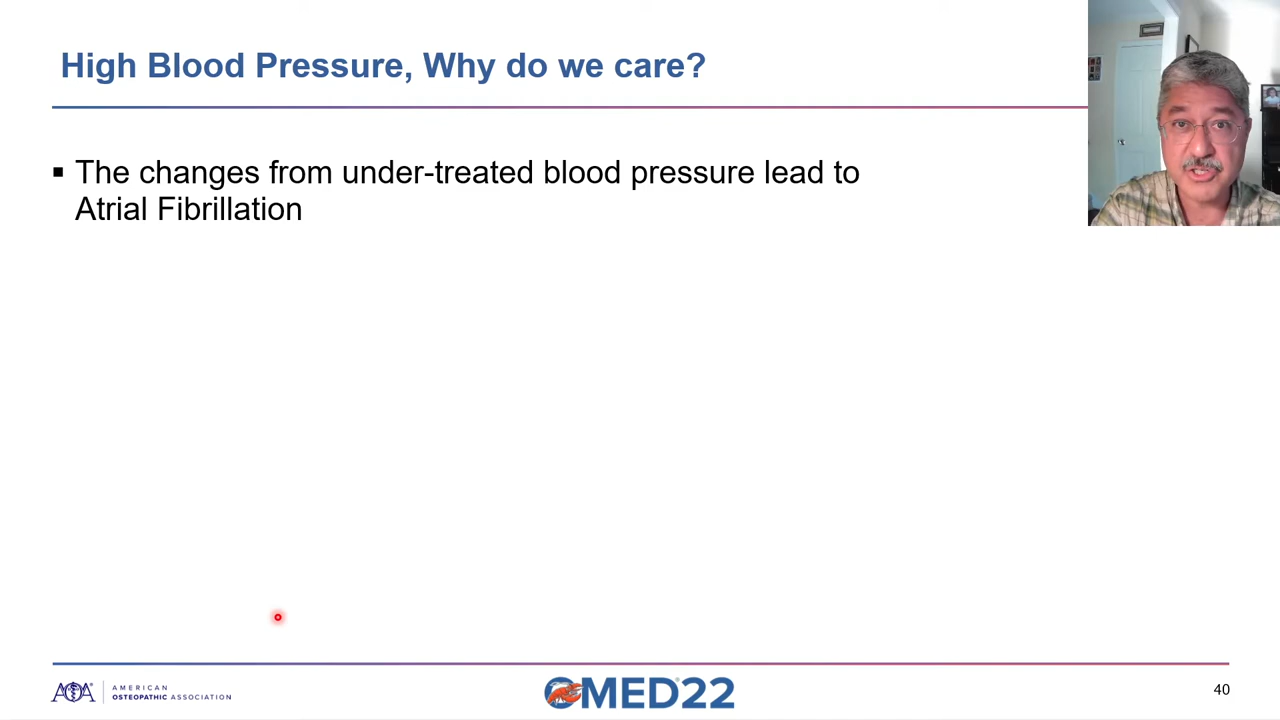 High Blood Pressure, Why do we care?
▪ The changes from under-treated blood pressure lead to
Atrial Fibrillation
AOA
AMERICAN
OSTEOPATHIC ASSOCIATION
OMED22
40